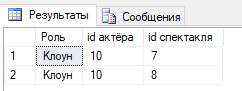 Результаты Сообщения
Роль id актёра id спектакля
1 Клоун 10 7
2 Клоун 10 8